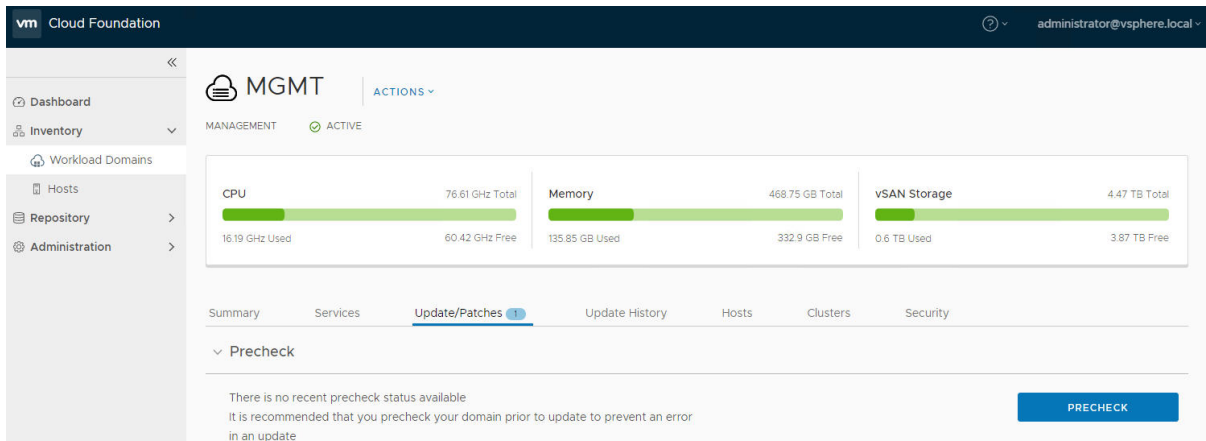 vm Cloud Foundation
administrator@vsphere.local
Dashboard
Inventory
Workload Domains
Hosts
Repository
Administration
MGMT
ACTIONS
MANAGEMENT
ACTIVE
CPU
76.61 GHz Total
16.19 GHz Used
60.42 GHz Free
Memory
468.75 GB Total
135.85 GB Used
332.9 GB Free
vSAN Storage
4.47 TB Total
0.6 TB Used
3.87 TB Free
Summary
Services
Update/Patches 1
Update History
Hosts
Clusters
Security
Precheck
There is no recent precheck status available
It is recommended that you precheck your domain prior to update to prevent an error
in an update
PRECHECK